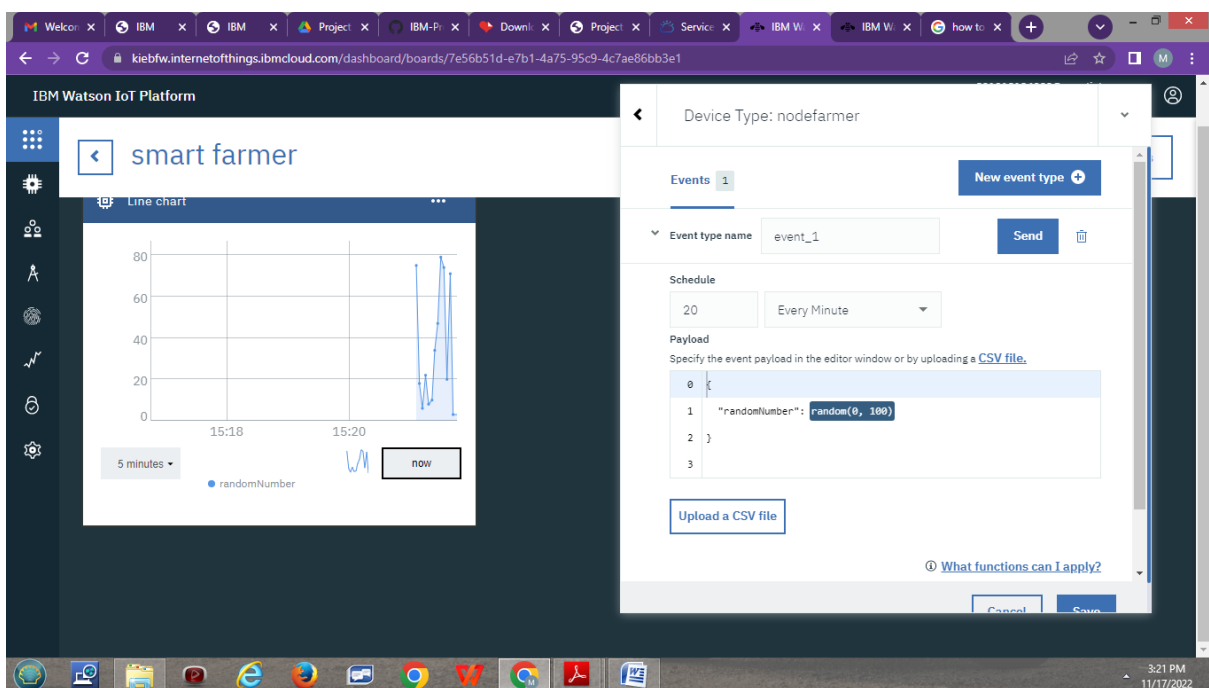 Welcon
IBM
IBM
Project
IBM-Pr
Downlc
Project
Service
IBM W
IBM W
how to
kiebfw.internetofthings.ibmcloud.com/dashboard/boards/7e56b51d-e7b1-4a75-95c9-4c7ae86bb3e1
M
IBM Watson IoT Platform
smart farmer
Device Type: nodefarmer
Line chart
80
60
40
20
0
15:18 15:20
5 minutes
now
randomNumber
Events 1
New event type
Event type name event_1 Send
Schedule
20 Every Minute
Payload
Specify the event payload in the editor window or by uploading a CSV file.
0 {
1 "randomNumber": random(0, 100)
2 }
3
Upload a CSV file
What functions can I apply?
Cancel Save
3:21 PM
11/17/2022